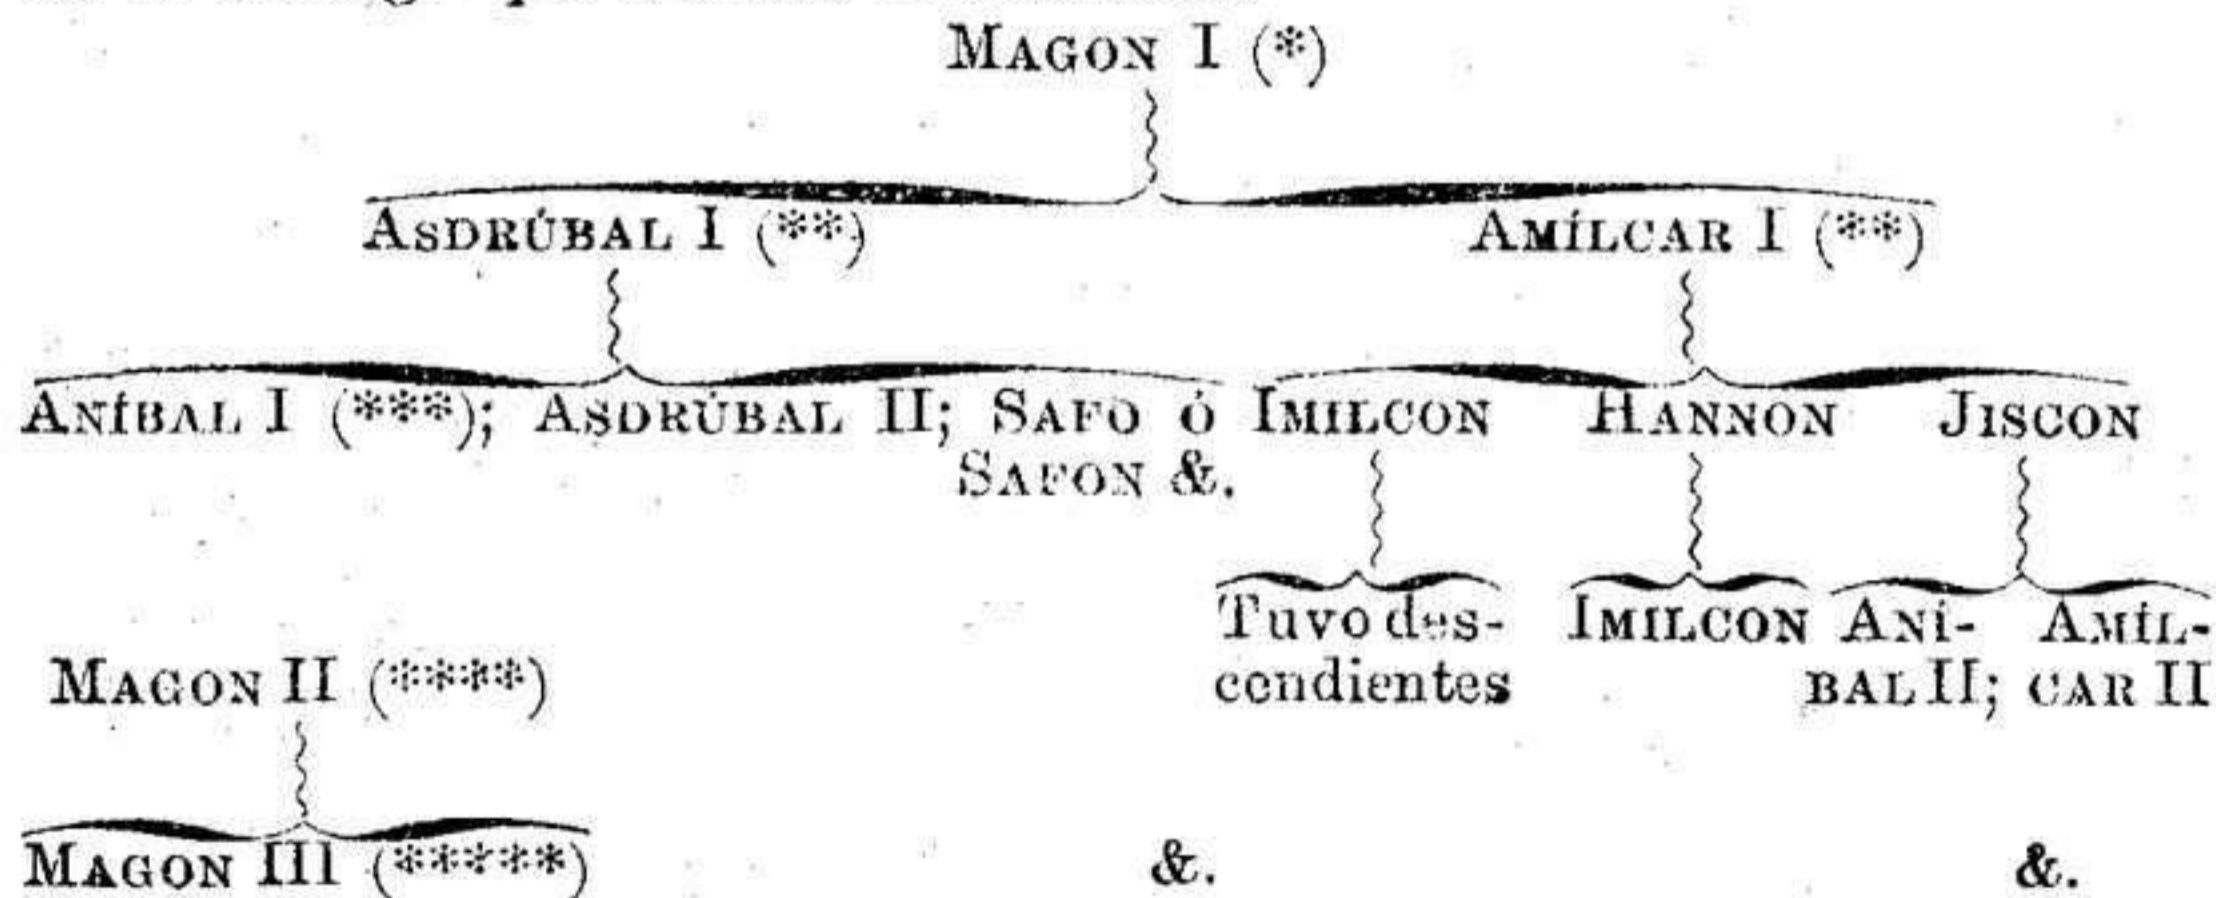 MAGON I (*)
ASDRÚBAL I (**) AMÍLCAR I (**)
ANÍBAL I (***); ASDRÚBAL II; SAFO Ó IMILCON HANNON JISCON
SAFON &.
Tuvo des- IMILCON ANÍ- AMÍL-
MAGON II (****) cendientes BAL II; CAR II
MAGON III (*****) &. &.